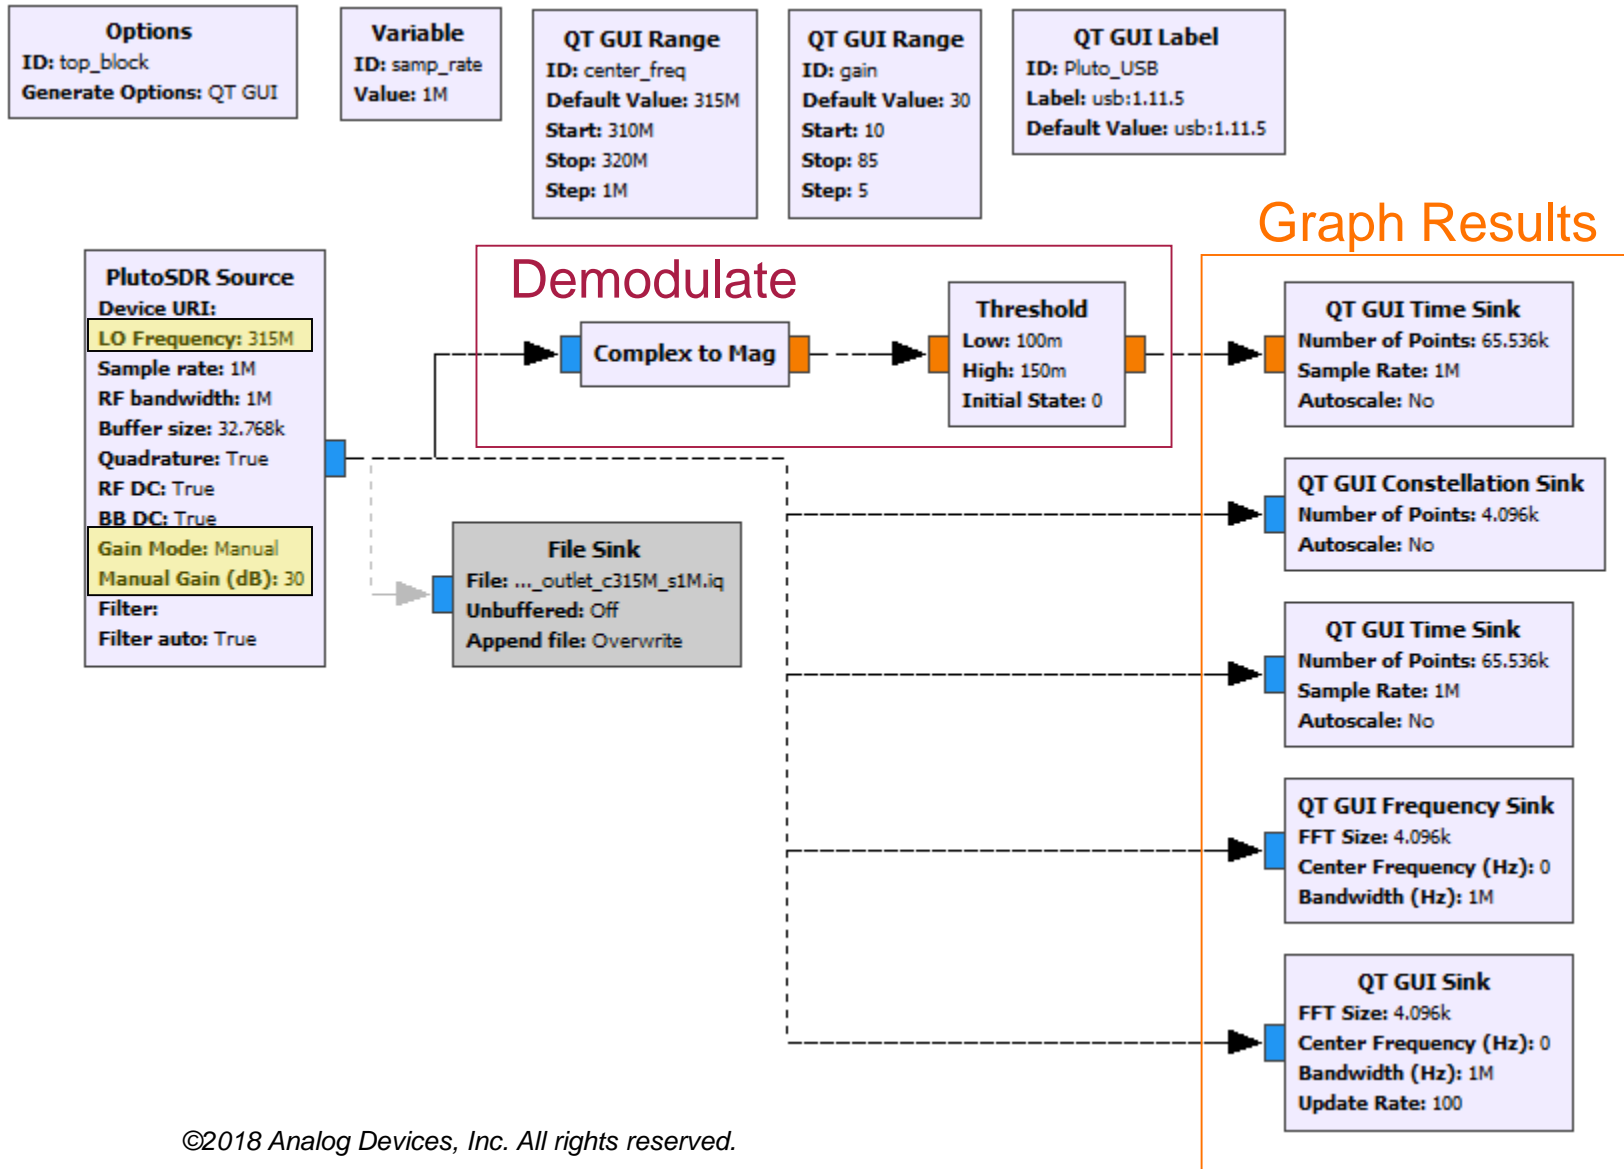 Options
ID: top_block
Generate Options: QT GUI
Variable
ID: samp_rate
Value: 1M
QT GUI Range
ID: center_freq
Default Value: 315M
Start: 310M
Stop: 320M
Step: 1M
QT GUI Range
ID: gain
Default Value: 30
Start: 10
Stop: 85
Step: 5
QT GUI Label
ID: Pluto_USB
Label: usb:1.11.5
Default Value: usb:1.11.5
Graph Results
Demodulate
PlutoSDR Source
Device URI:
LO Frequency: 315M
Sample rate: 1M
RF bandwidth: 1M
Buffer size: 32.768k
Quadrature: True
RF DC: True
BB DC: True
Gain Mode: Manual
Manual Gain (dB): 30
Filter:
Filter auto: True
Complex to Mag
Threshold
Low: 100m
High: 150m
Initial State: 0
File Sink
File: ..._outlet_c315M_s1M.iq
Unbuffered: Off
Append file: Overwrite
QT GUI Time Sink
Number of Points: 65.536k
Sample Rate: 1M
Autoscale: No
QT GUI Constellation Sink
Number of Points: 4.096k
Autoscale: No
QT GUI Time Sink
Number of Points: 65.536k
Sample Rate: 1M
Autoscale: No
QT GUI Frequency Sink
FFT Size: 4.096k
Center Frequency (Hz): 0
Bandwidth (Hz): 1M
QT GUI Sink
FFT Size: 4.096k
Center Frequency (Hz): 0
Bandwidth (Hz): 1M
Update Rate: 100
©2018 Analog Devices, Inc. All rights reserved.